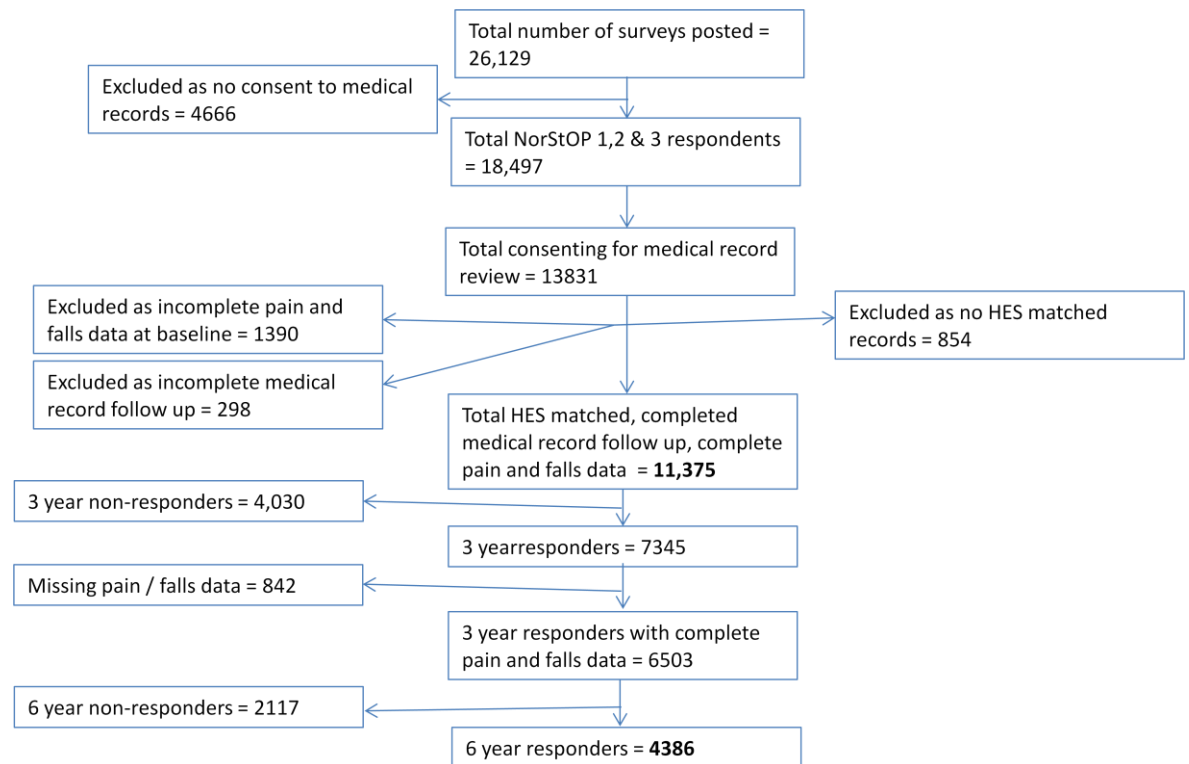 Total number of surveys posted =
26,129
Excluded as no consent to medical
records = 4666
Total NorStOP 1,2 & 3 respondents
= 18,497
Total consenting for medical record
review = 13831
Excluded as incomplete pain and
falls data at baseline = 1390
Excluded as no HES matched
records = 854
Excluded as incomplete medical
record follow up = 298
Total HES matched, completed
medical record follow up, complete
pain and falls data = 11,375
3 year non-responders = 4,030
3 yearresponders = 7345
Missing pain / falls data = 842
3 year responders with complete
pain and falls data = 6503
6 year non-responders = 2117
6 year responders = 4386